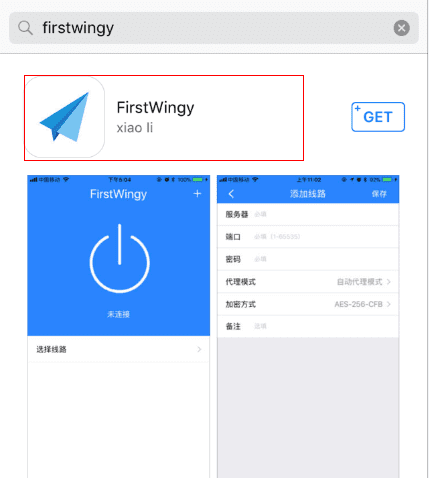 firstwingy
FirstWingy
xiao li
GET
中国移动 下午5:04 100%
FirstWingy
未连接
选择线路
中国移动 上午11:02
添加线路 保存
服务器 必填
端口 必填 (1-65535)
密码 必填
代理模式 自动代理模式
加密方式 AES-256-CFB
备注 选填